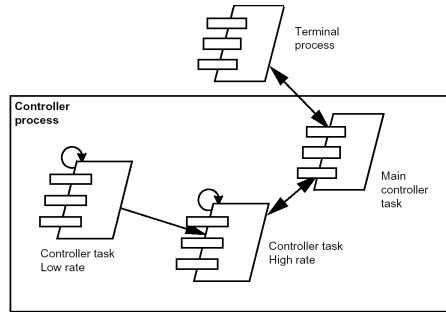 Terminal
process
Controller
process
Main
controller
task
Controller task
Low rate
Controller task
High rate